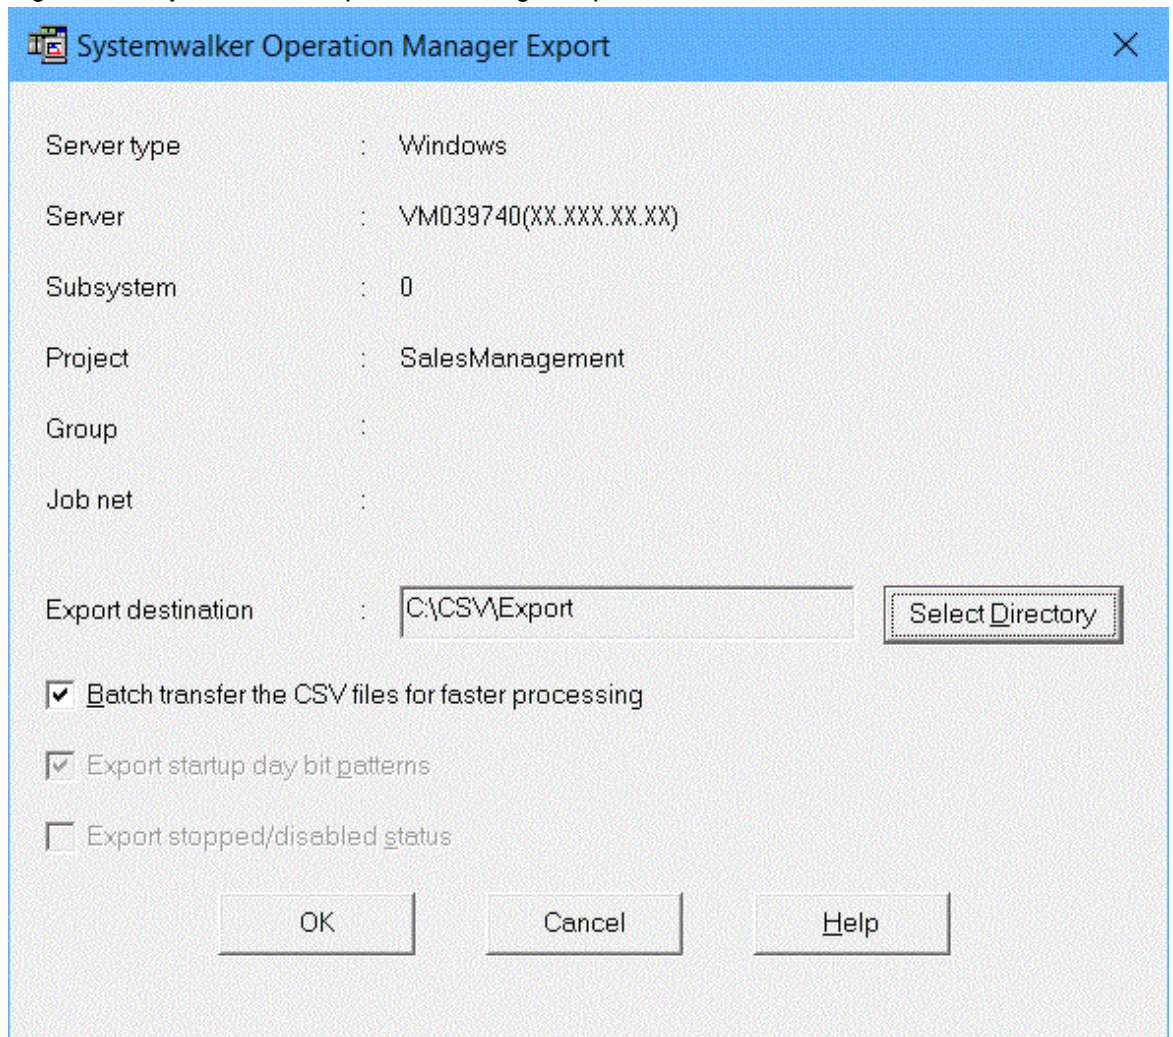 Systemwalker Operation Manager Export
Server type : Windows
Server : VM039740(XX.XXX.XX.XX)
Subsystem : 0
Project : SalesManagement
Group :
Job net :
Export destination : C:\CSV\Export Select Directory
Batch transfer the CSV files for faster processing
Export startup day bit patterns
Export stopped/disabled status
OK Cancel Help